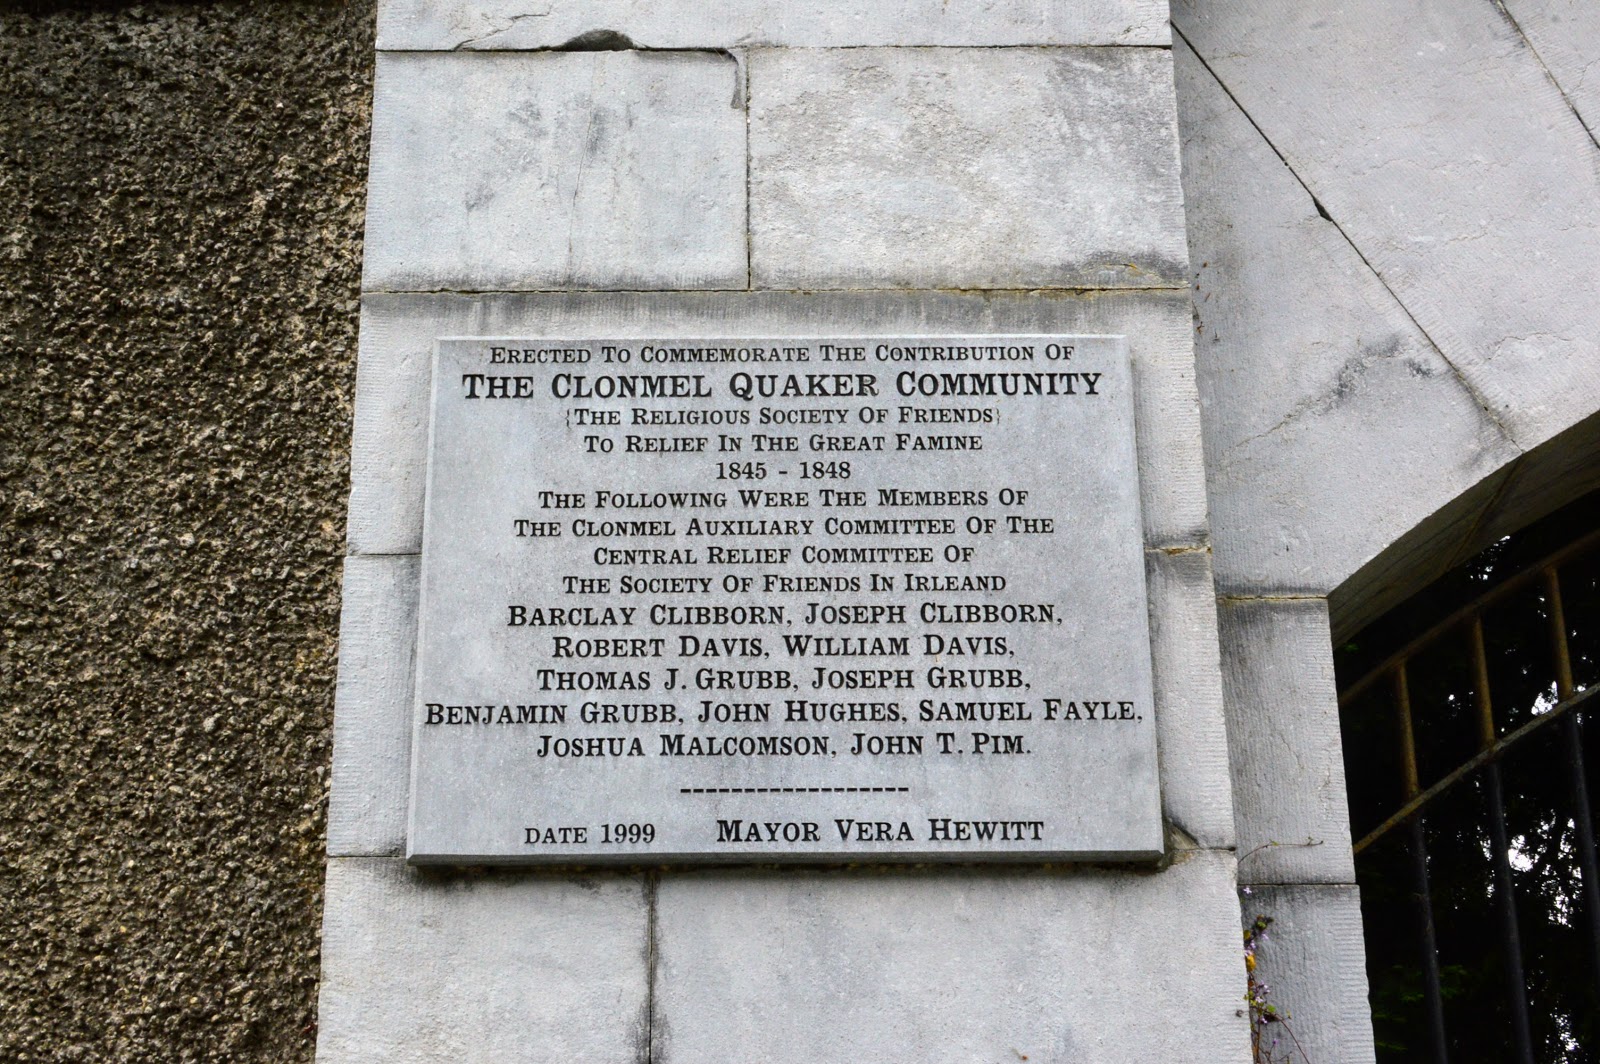 Erected To Commemorate The Contribution Of
THE CLONMEL QUAKER COMMUNITY
{The Religious Society Of Friends}
To Relief In The Great Famine
1845 - 1848
The Following Were The Members Of
The Clonmel Auxiliary Committee Of The
Central Relief Committee Of
The Society Of Friends In Irleand
Barclay Clibborn, Joseph Clibborn,
Robert Davis, William Davis,
Thomas J. Grubb, Joseph Grubb,
Benjamin Grubb, John Hughes, Samuel Fayle,
Joshua Malcomson, John T. Pim.
------------------
DATE 1999 Mayor Vera Hewitt